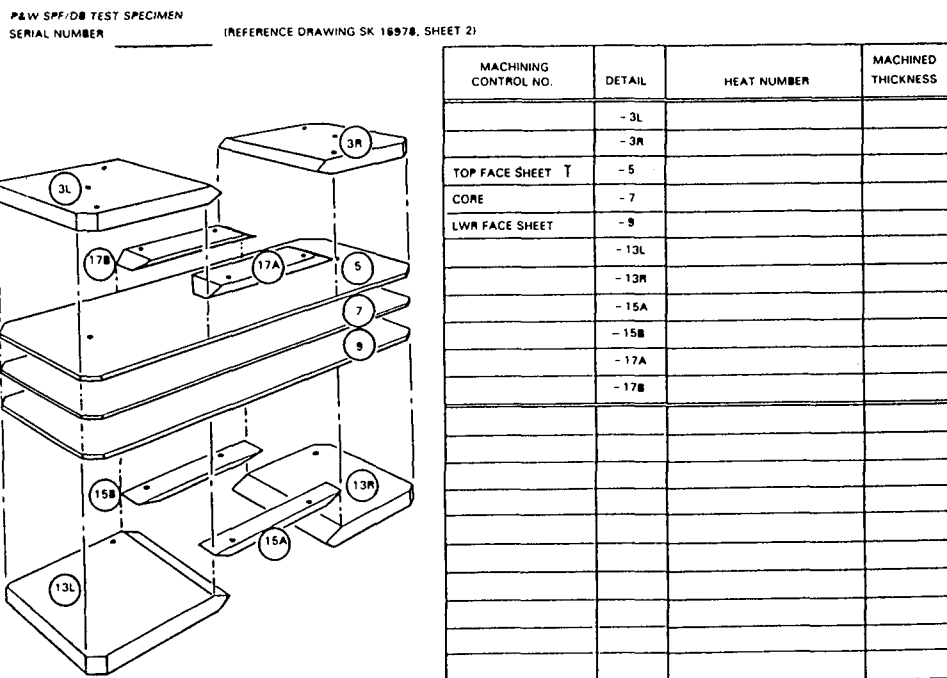 P&W SPF/DB TEST SPECIMEN
SERIAL NUMBER (REFERENCE DRAWING SK 16978, SHEET 2)
MACHINING CONTROL NO. DETAIL HEAT NUMBER MACHINED THICKNESS
- 3L
- 3R
TOP FACE SHEET T - 5
CORE - 7
LWR FACE SHEET - 9
- 13L
- 13R
- 15A
- 15B
- 17A
- 17B
3R
3L
17B
17A
5
7
9
15B
13R
15A
13L